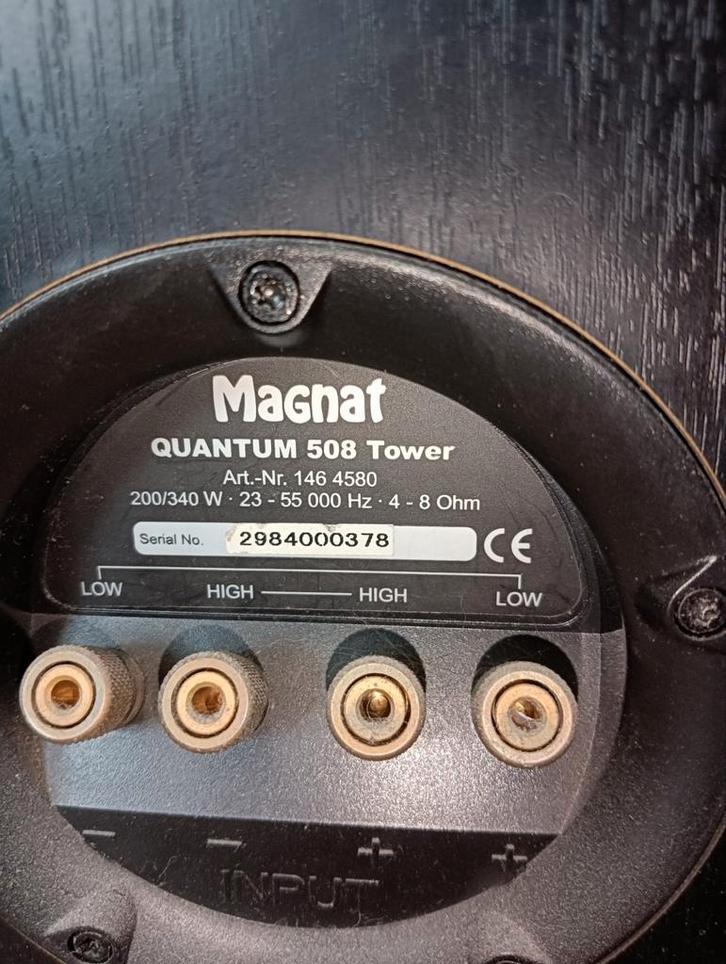 Magnat
QUANTUM 508 Tower
Art.-Nr. 146 4580
200/340 W · 23 - 55 000 Hz · 4 - 8 Ohm
Serial No. 2984000378 CE
LOW HIGH HIGH LOW
− − + +
INPUT